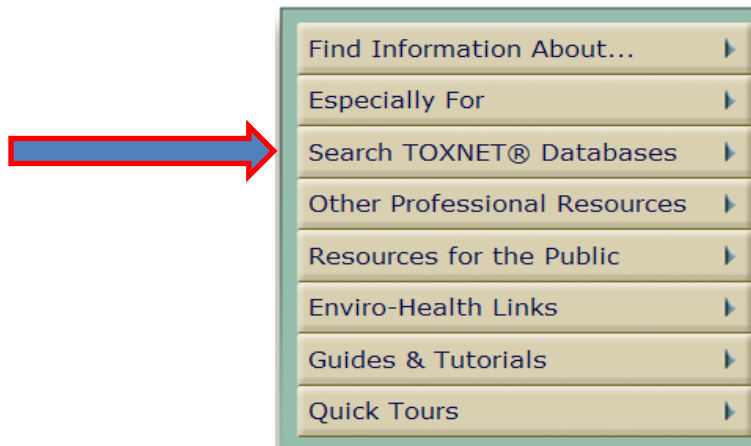 Find Information About...
Especially For
Search TOXNET® Databases
Other Professional Resources
Resources for the Public
Enviro-Health Links
Guides & Tutorials
Quick Tours